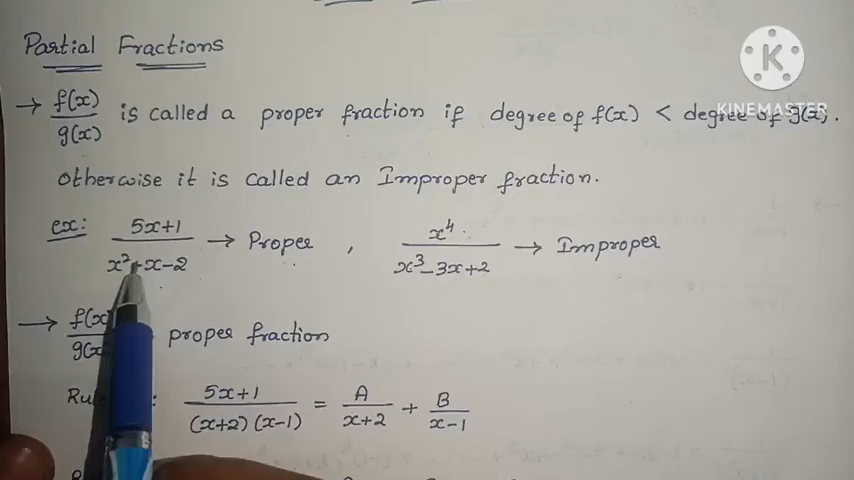 Partial Fractions
K
KINEMASTER
→ f(x)/g(x) is called a proper fraction if degree of f(x) < degree of g(x).
otherwise it is called an Improper fraction.
ex: 5x+1/x²+x-2 → Proper , x⁴/x³-3x+2 → Improper
→ f(x)/g(x) proper fraction
: 5x+1/(x+2)(x-1) = A/x+2 + B/x-1